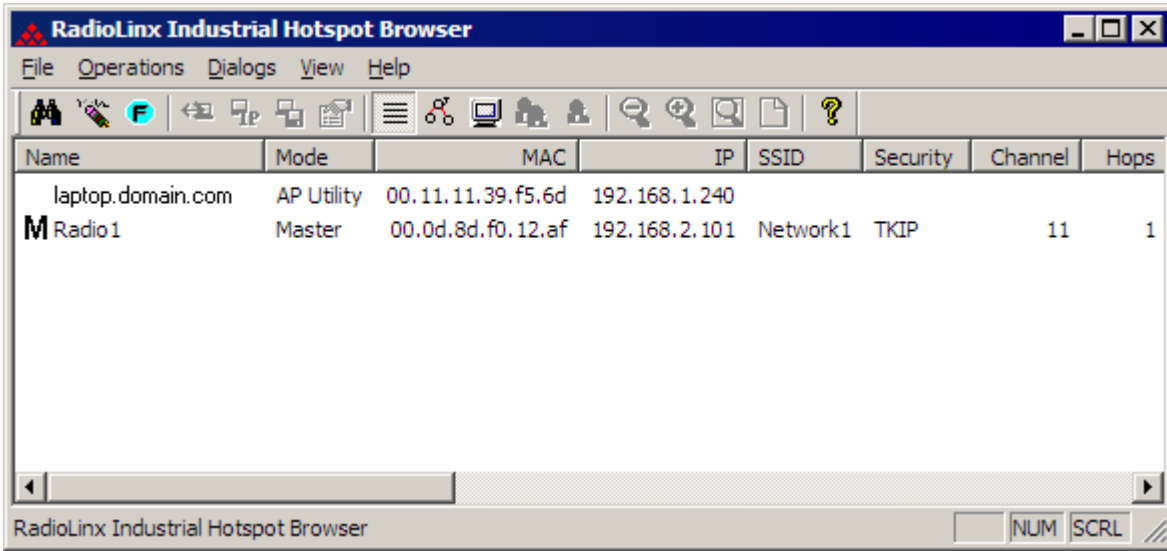 RadioLinx Industrial Hotspot Browser
File Operations Dialogs View Help
F IP ?
Name Mode MAC IP SSID Security Channel Hops
laptop.domain.com AP Utility 00.11.11.39.f5.6d 192.168.1.240
M Radio1 Master 00.0d.8d.f0.12.af 192.168.2.101 Network1 TKIP 11 1
RadioLinx Industrial Hotspot Browser NUM SCRL